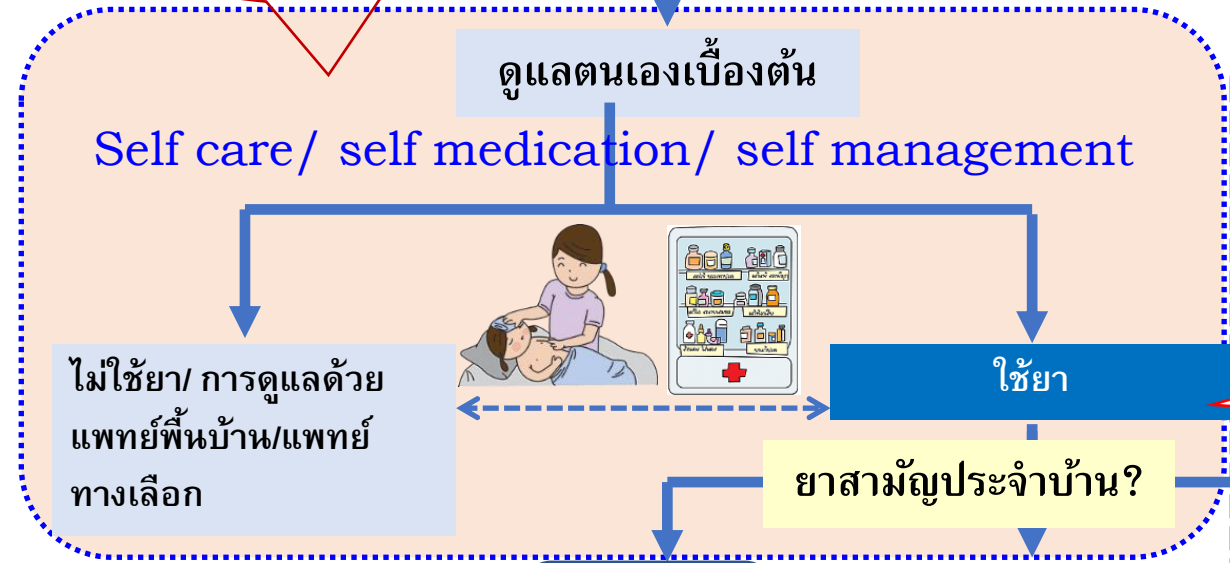 ดูแลตนเองเบื้องต้น
Self care/ self medication/ self management
ไม่ใช้ยา/ การดูแลด้วย
แพทย์พื้นบ้าน/แพทย์
ทางเลือก
ใช้ยา
ยาสามัญประจำบ้าน?